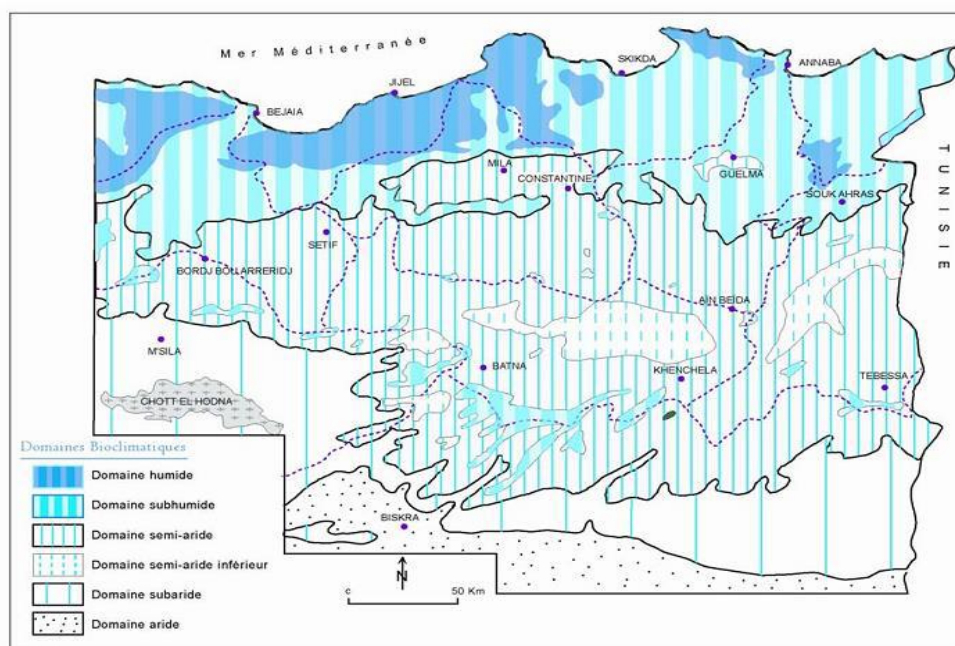 Mer Méditerranée
SKIKDA
ANNABA
JIJEL
BEJAIA
TUNISIE
MILA
CONSTANTINE
GUELMA
SOUK AHRAS
SETIF
BORDJ BOLLARRERIDJ
AIN BEIDA
M'SILA
BATNA
KHENCHELA
TEBESSA
CHOTT EL HODNA
Domaines Bioclimatiques
Domaine humide
Domaine subhumide
Domaine semi-aride
Domaine semi-aride inférieur
Domaine subaride
Domaine aride
BISKRA
N
c 50 Km